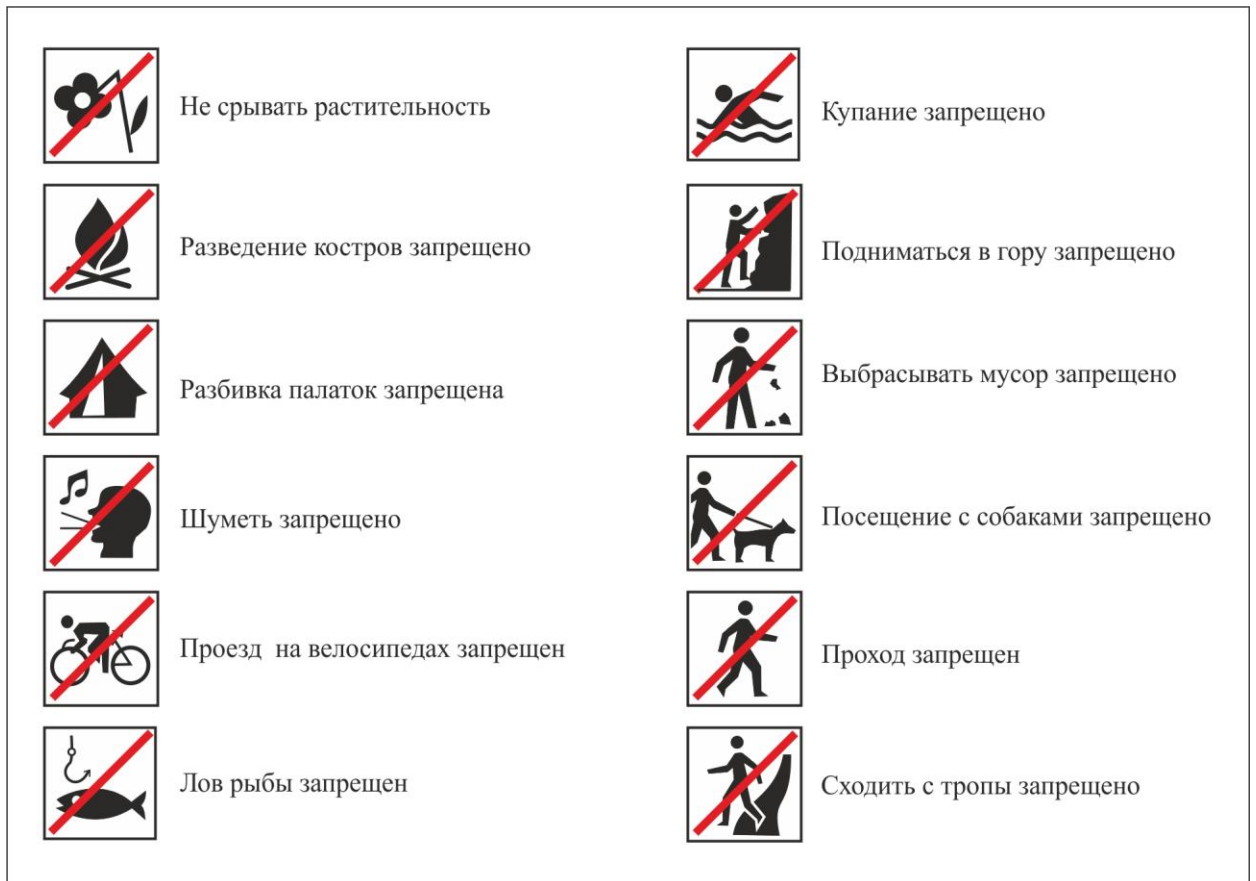 Не срывать растительность
Разведение костров запрещено
Разбивка палаток запрещена
Шуметь запрещено
Проезд на велосипедах запрещен
Лов рыбы запрещен
Купание запрещено
Подниматься в гору запрещено
Выбрасывать мусор запрещено
Посещение с собаками запрещено
Проход запрещен
Сходить с тропы запрещено